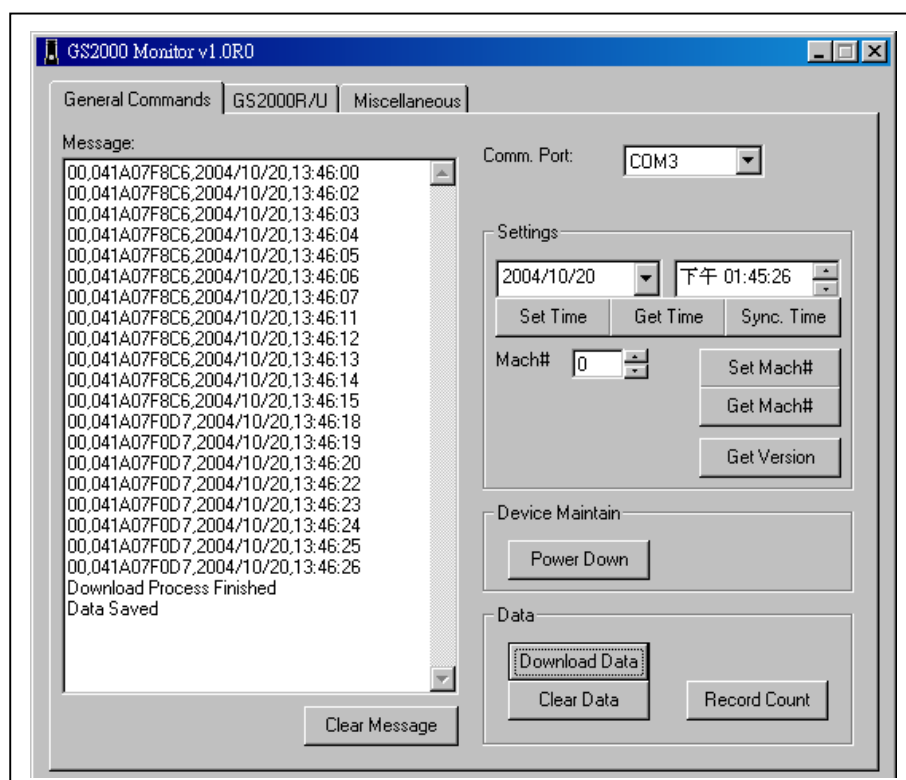 GS2000 Monitor v1.0R0
General Commands GS2000R/U Miscellaneous
Message:
00,041A07F8C6,2004/10/20,13:46:00
00,041A07F8C6,2004/10/20,13:46:02
00,041A07F8C6,2004/10/20,13:46:03
00,041A07F8C6,2004/10/20,13:46:04
00,041A07F8C6,2004/10/20,13:46:05
00,041A07F8C6,2004/10/20,13:46:06
00,041A07F8C6,2004/10/20,13:46:07
00,041A07F8C6,2004/10/20,13:46:11
00,041A07F8C6,2004/10/20,13:46:12
00,041A07F8C6,2004/10/20,13:46:13
00,041A07F8C6,2004/10/20,13:46:14
00,041A07F8C6,2004/10/20,13:46:15
00,041A07F0D7,2004/10/20,13:46:18
00,041A07F0D7,2004/10/20,13:46:19
00,041A07F0D7,2004/10/20,13:46:20
00,041A07F0D7,2004/10/20,13:46:22
00,041A07F0D7,2004/10/20,13:46:23
00,041A07F0D7,2004/10/20,13:46:24
00,041A07F0D7,2004/10/20,13:46:25
00,041A07F0D7,2004/10/20,13:46:26
Download Process Finished
Data Saved
Clear Message
Comm. Port: COM3
Settings
2004/10/20 下午 01:45:26
Set Time Get Time Sync. Time
Mach# 0 Set Mach#
Get Mach#
Get Version
Device Maintain
Power Down
Data
Download Data
Clear Data Record Count